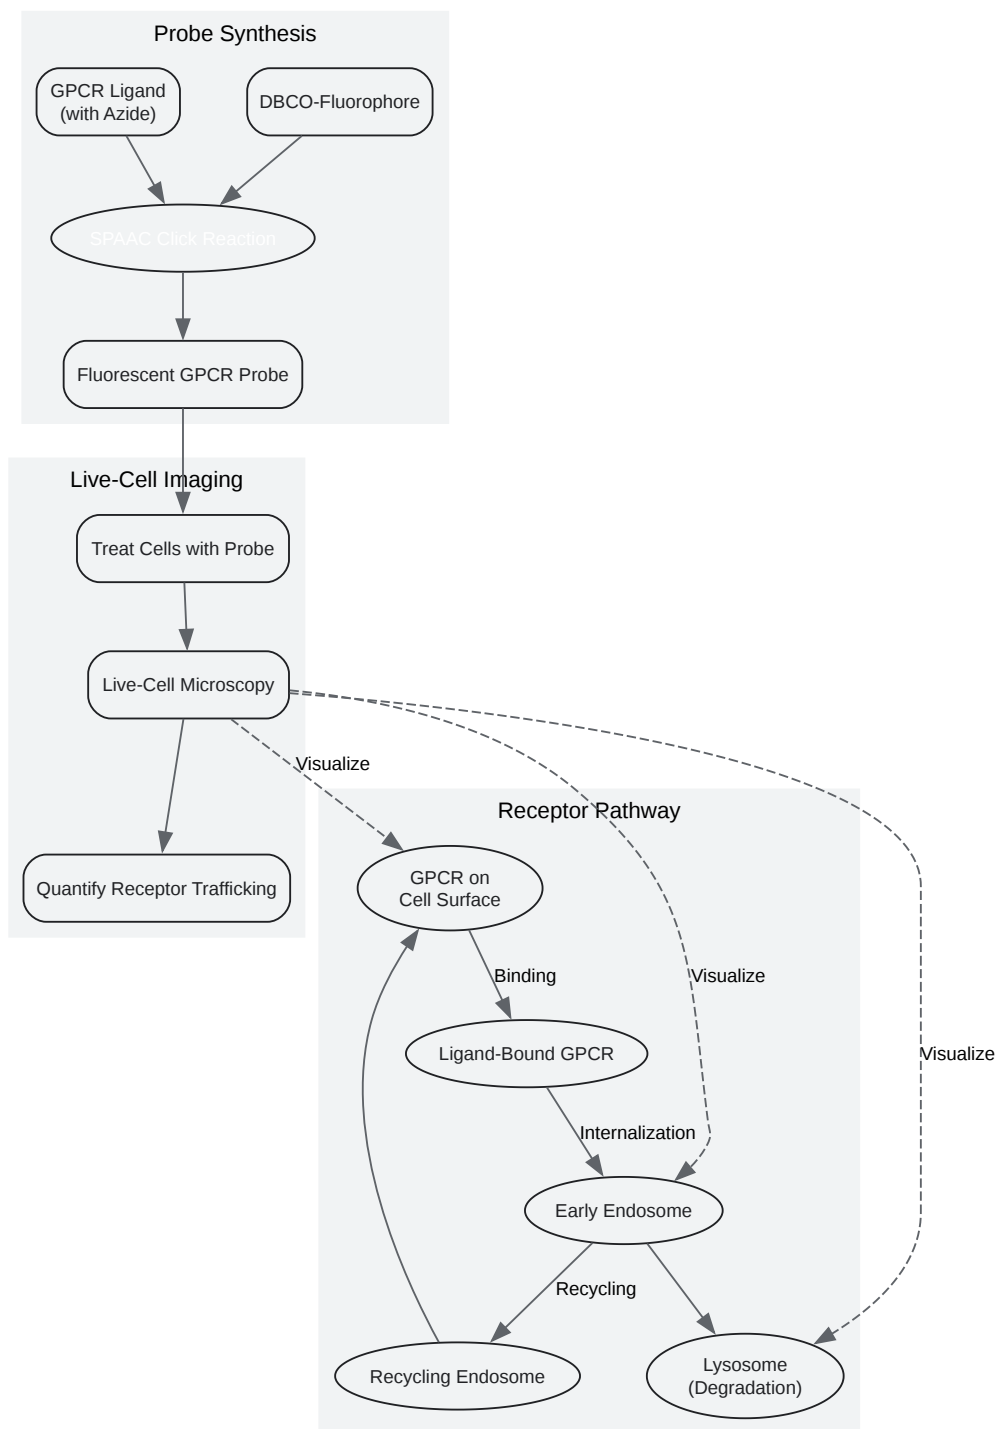 Probe Synthesis
GPCR Ligand
(with Azide)
DBCO-Fluorophore
SPAAC Click Reaction
Fluorescent GPCR Probe
Live-Cell Imaging
Treat Cells with Probe
Live-Cell Microscopy
Visualize
Quantify Receptor Trafficking
Receptor Pathway
GPCR on
Cell Surface
Binding
Visualize
Ligand-Bound GPCR
Visualize
Internalization
Early Endosome
Recycling
Recycling Endosome
Lysosome
(Degradation)